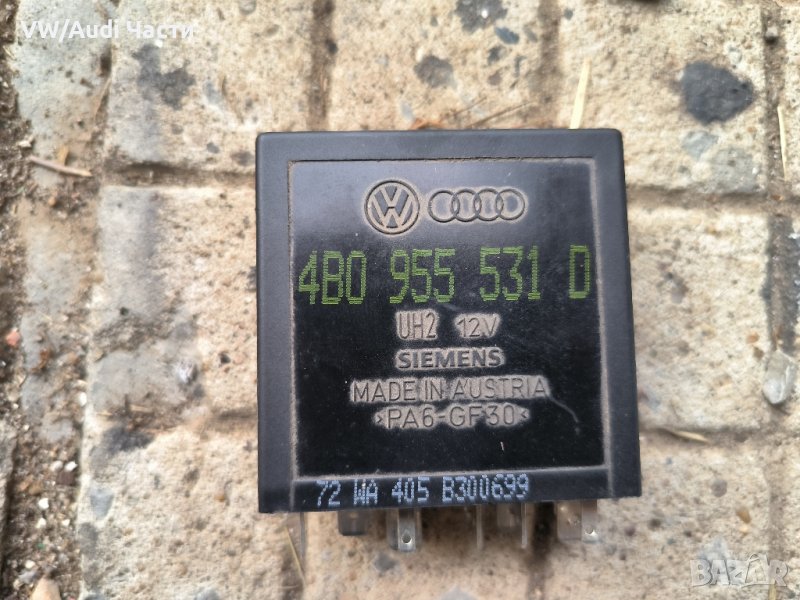 VW/Audi Части
4B0 955 531 D
UH2 12V
SIEMENS
MADE IN AUSTRIA
>PA6-GF30<
72 WA 405 B300699
BAZAR